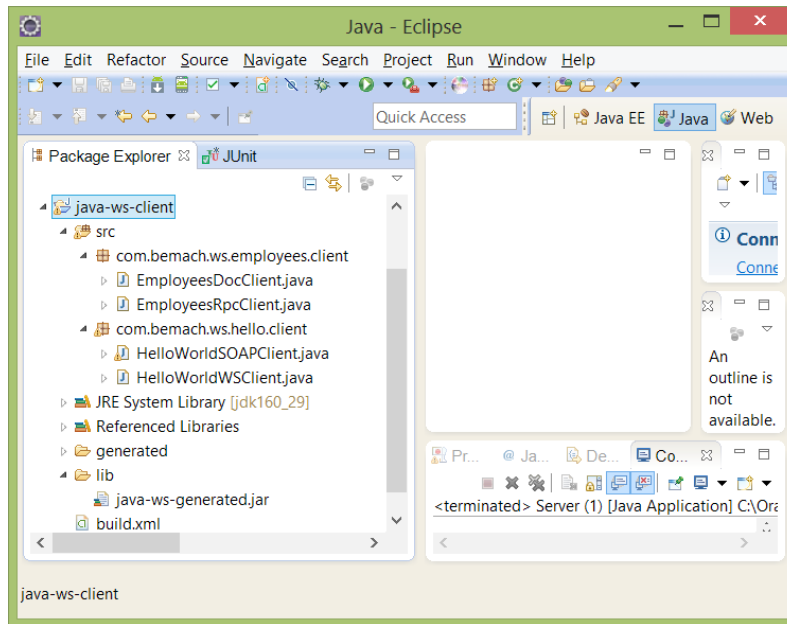 Java - Eclipse
File Edit Refactor Source Navigate Search Project Run Window Help
Quick Access
Java EE
Java
Web
Package Explorer
JUnit
java-ws-client
src
com.bemach.ws.employees.client
EmployeesDocClient.java
EmployeesRpcClient.java
com.bemach.ws.hello.client
HelloWorldSOAPClient.java
HelloWorldWSClient.java
JRE System Library [jdk160_29]
Referenced Libraries
generated
lib
java-ws-generated.jar
build.xml
Conn
Conne
An
outline is
not
available.
Pr... @ Ja... De... Co...
<terminated> Server (1) [Java Application] C:\Ora
java-ws-client